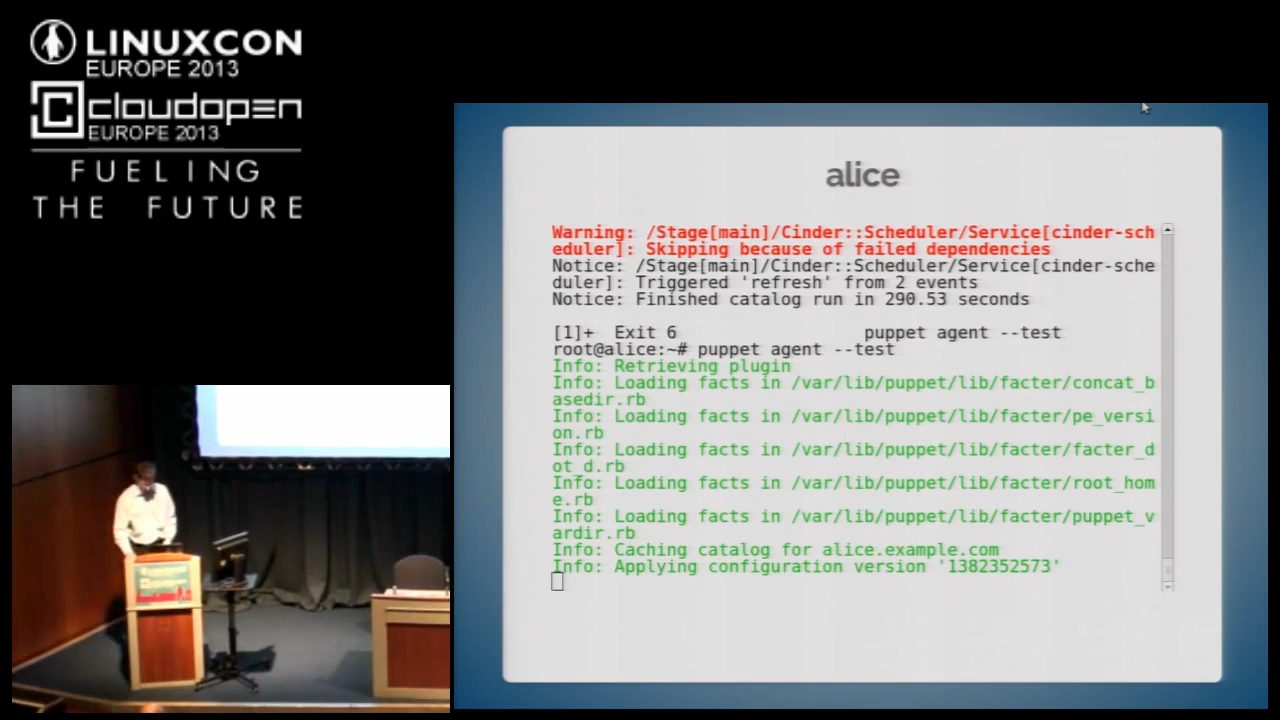 LINUXCON
EUROPE 2013
cloudopen
EUROPE 2013
FUELING
THE FUTURE
alice
Warning: /Stage[main]/Cinder::Scheduler/Service[cinder-sch
eduler]: Skipping because of failed dependencies
Notice: /Stage[main]/Cinder::Scheduler/Service[cinder-sche
duler]: Triggered 'refresh' from 2 events
Notice: Finished catalog run in 290.53 seconds
[1]+  Exit 6                  puppet agent --test
root@alice:~# puppet agent --test
Info: Retrieving plugin
Info: Loading facts in /var/lib/puppet/lib/facter/concat_b
asedir.rb
Info: Loading facts in /var/lib/puppet/lib/facter/pe_versi
on.rb
Info: Loading facts in /var/lib/puppet/lib/facter/facter_d
ot_d.rb
Info: Loading facts in /var/lib/puppet/lib/facter/root_hom
e.rb
Info: Loading facts in /var/lib/puppet/lib/facter/puppet_v
ardir.rb
Info: Caching catalog for alice.example.com
Info: Applying configuration version '1382352573'